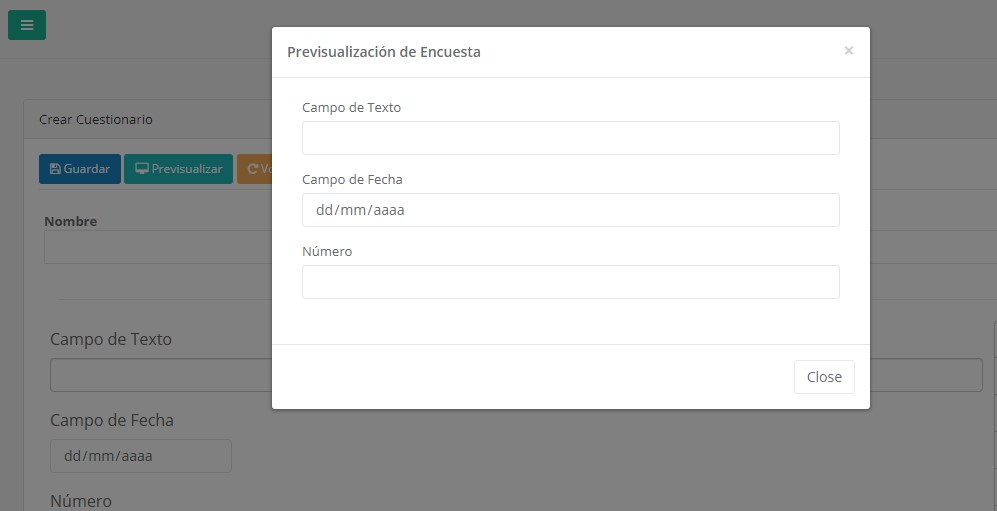 Previsualización de Encuesta ×
Campo de Texto
Campo de Fecha
dd/mm/aaaa
Número
Close
Crear Cuestionario
Guardar Previsualizar
Nombre
Campo de Texto
Campo de Fecha
dd/mm/aaaa
Número